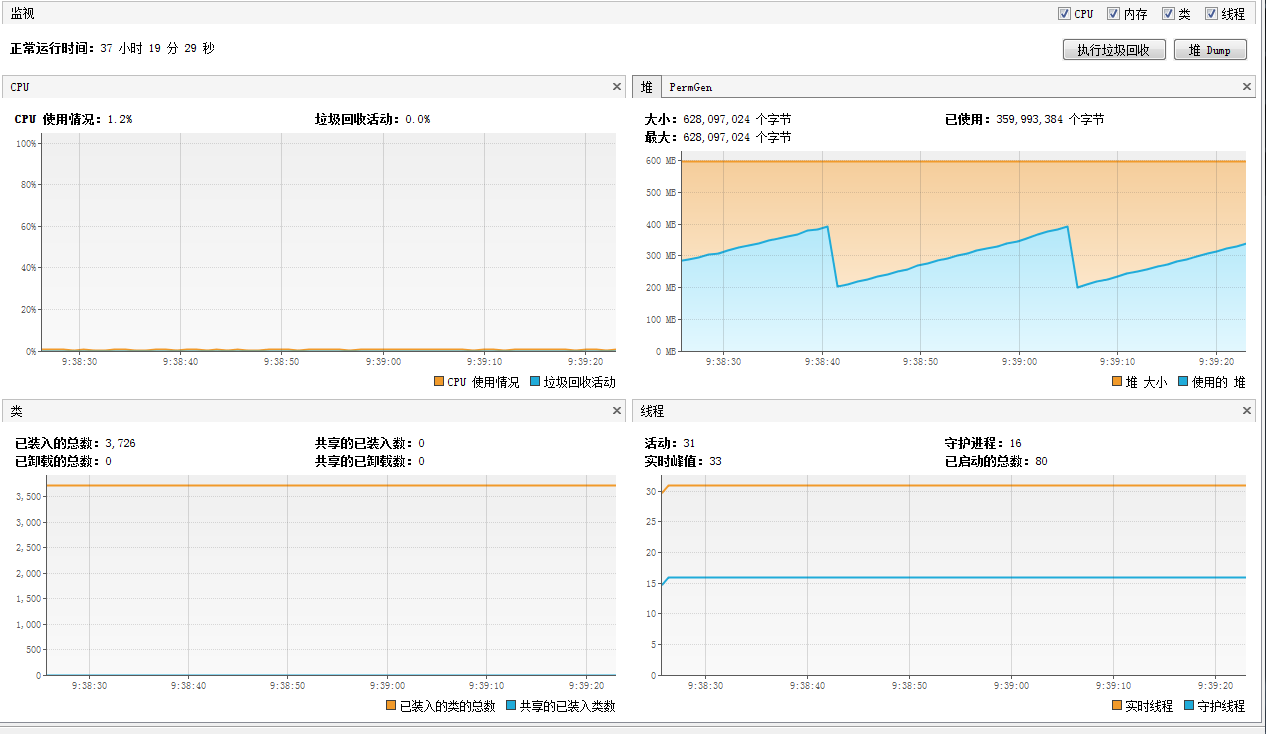 监视
CPU 内存 类 线程
正常运行时间: 37 小时 19 分 29 秒
执行垃圾回收 堆 Dump
CPU
CPU 使用情况: 1.2% 垃圾回收活动: 0.0%
100%
80%
60%
40%
20%
0%
9:38:30 9:38:40 9:38:50 9:39:00 9:39:10 9:39:20
CPU 使用情况 垃圾回收活动
堆 PermGen
大小: 628,097,024 个字节 已使用: 359,993,384 个字节
最大: 628,097,024 个字节
600 MB
500 MB
400 MB
300 MB
200 MB
100 MB
0 MB
9:38:30 9:38:40 9:38:50 9:39:00 9:39:10 9:39:20
堆 大小 使用的 堆
类
已装入的总数: 3,726 共享的已装入数: 0
已卸载的总数: 0 共享的已卸载数: 0
3,500
3,000
2,500
2,000
1,500
1,000
500
0
9:38:30 9:38:40 9:38:50 9:39:00 9:39:10 9:39:20
已装入的类的总数 共享的已装入类数
线程
活动: 31 守护进程: 16
实时峰值: 33 已启动的总数: 80
30
25
20
15
10
5
0
9:38:30 9:38:40 9:38:50 9:39:00 9:39:10 9:39:20
实时线程 守护线程